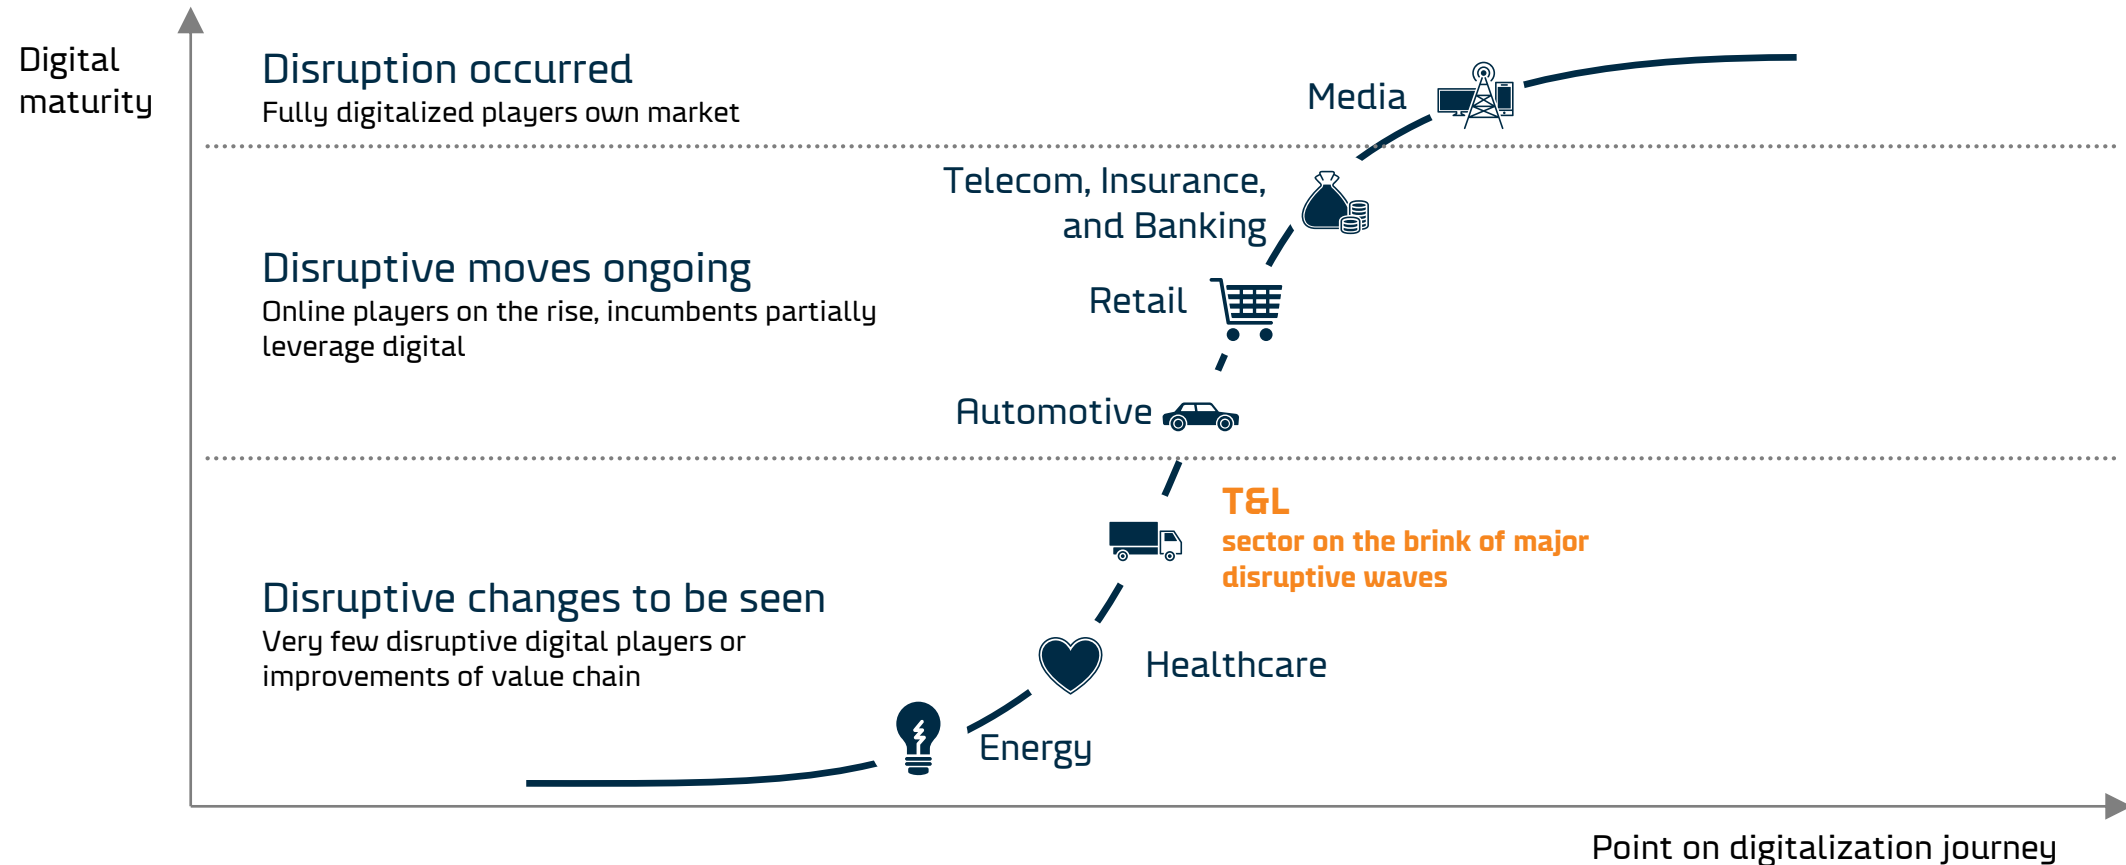 Digital
maturity
Disruption occurred
Fully digitalized players own market
Media
Telecom, Insurance,
and Banking
Disruptive moves ongoing
Online players on the rise, incumbents partially
leverage digital
Retail
Automotive
T&L
sector on the brink of major
disruptive waves
Disruptive changes to be seen
Very few disruptive digital players or
improvements of value chain
Healthcare
Energy
Point on digitalization journey